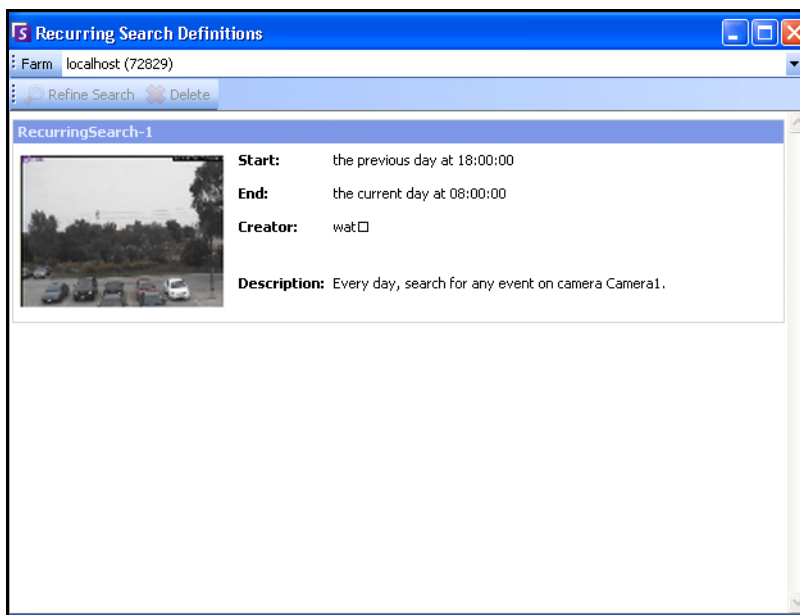 Recurring Search Definitions
Farm localhost (72829)
Refine Search Delete
RecurringSearch-1
Start: the previous day at 18:00:00
End: the current day at 08:00:00
Creator: wat□
Description: Every day, search for any event on camera Camera1.